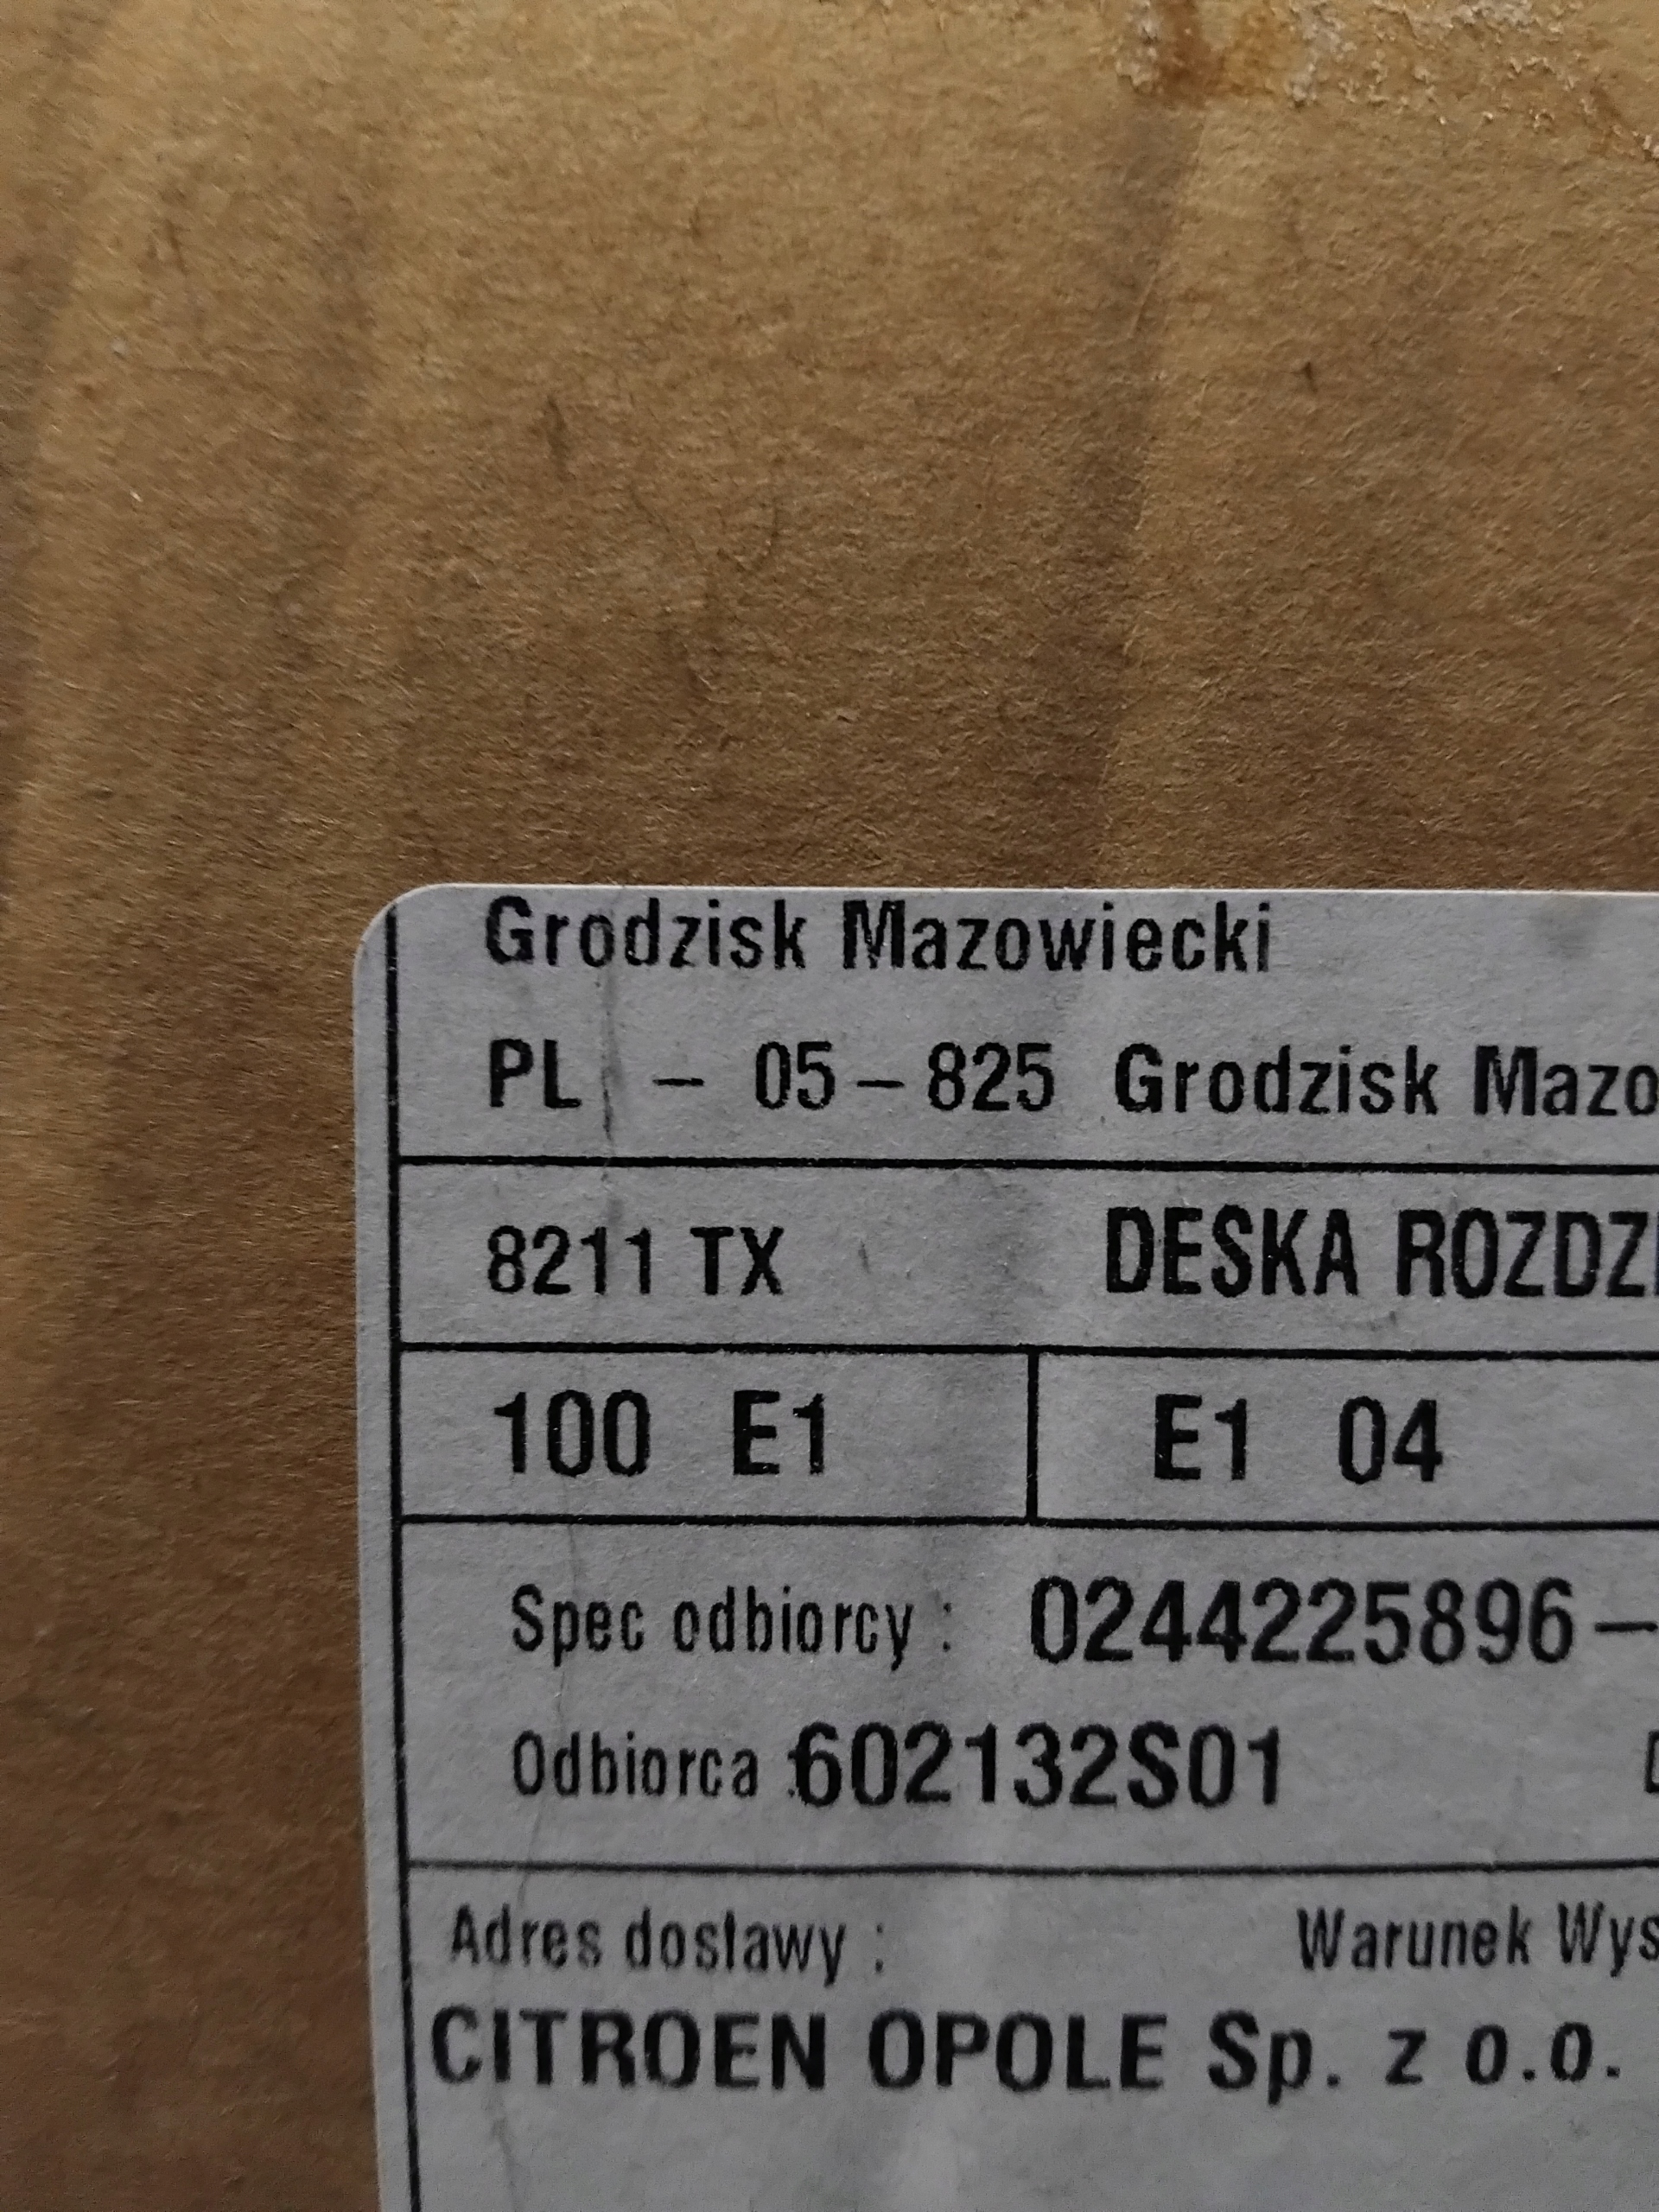 Grodzisk Mazowiecki
PL - 05-825 Grodzisk Mazo
8211 TX DESKA ROZDZI
100 E1 E1 04
Spec odbiorcy : 0244225896-
Odbiorca :602132S01
Adres dostawy : Warunek Wys
CITROEN OPOLE Sp. z o.o.